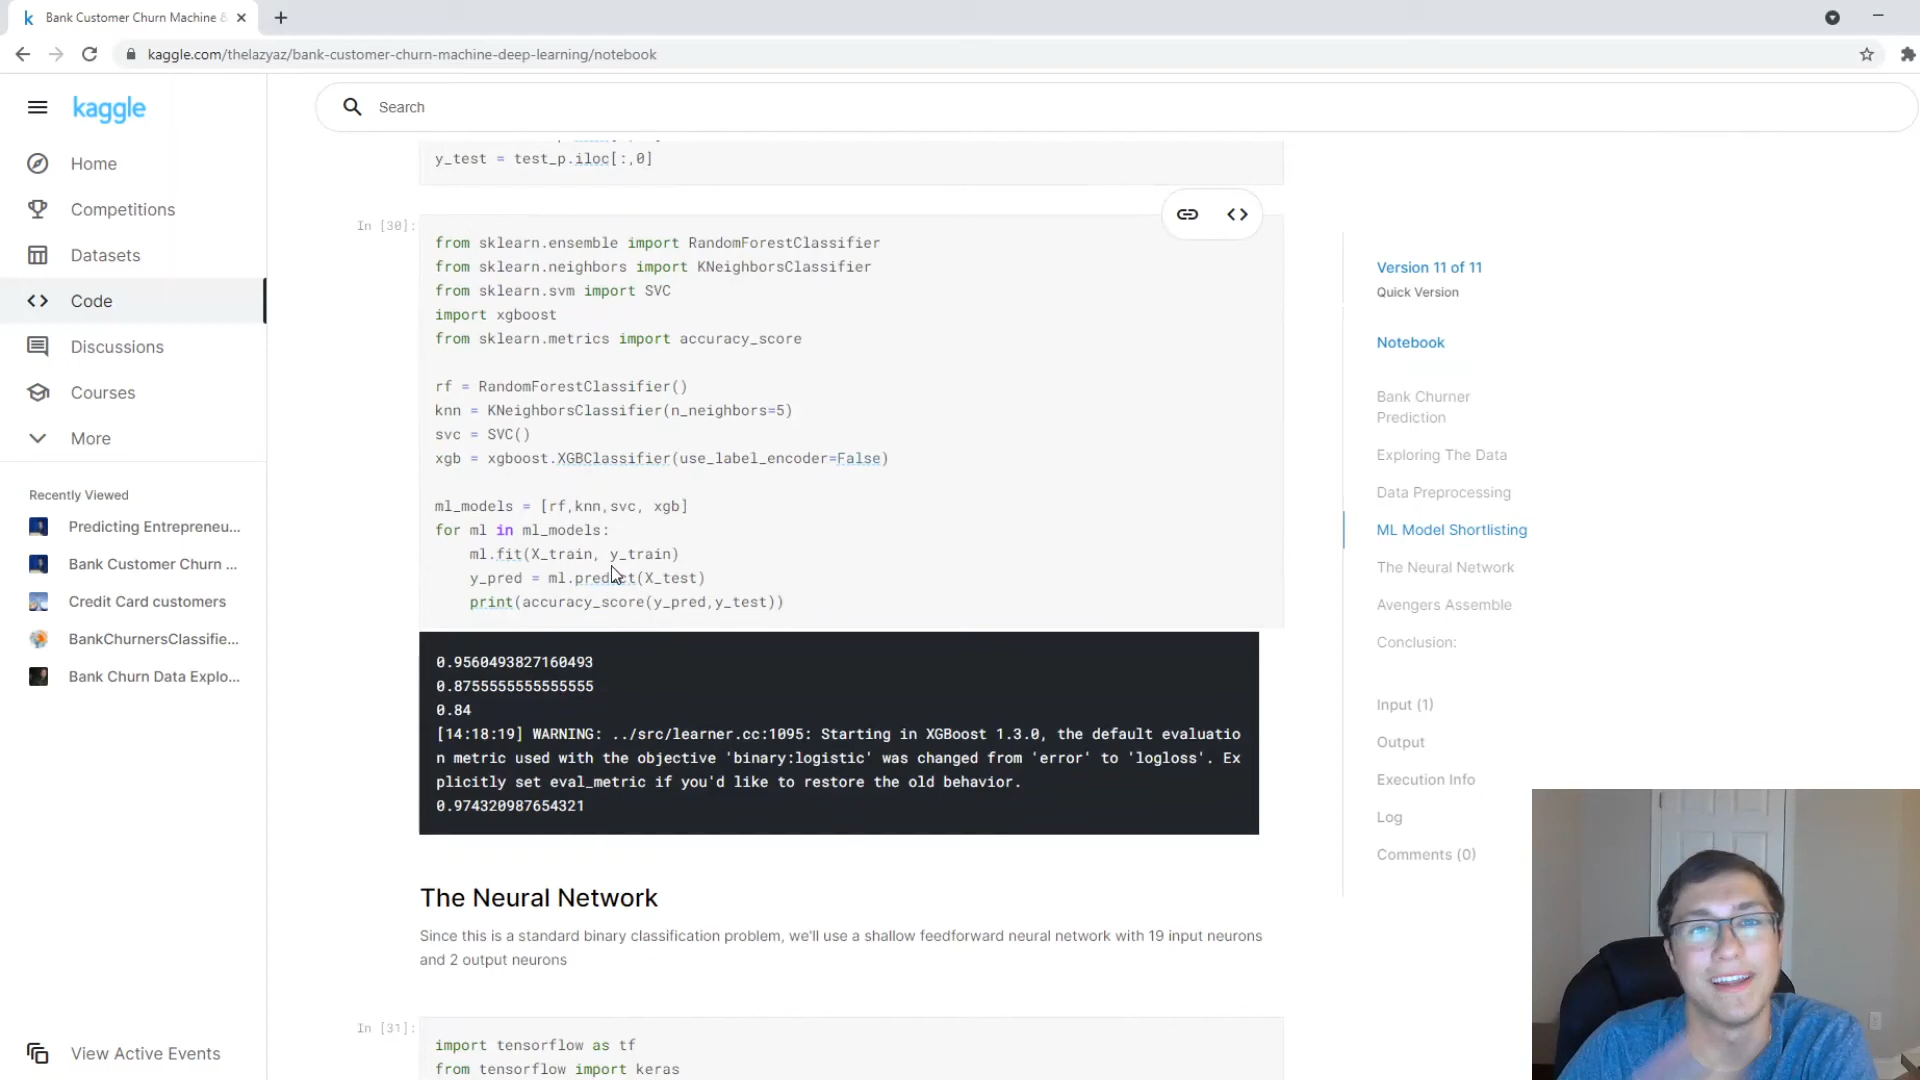 Bank Customer Churn Machine &
kaggle.com/thelazyaz/bank-customer-churn-machine-deep-learning/notebook
kaggle
Search
Home
Competitions
Datasets
Code
Discussions
Courses
More
Recently Viewed
Predicting Entrepreneu...
Bank Customer Churn ...
Credit Card customers
BankChurnersClassifie...
Bank Churn Data Explo...
View Active Events
y_test = test_p.iloc[:,0]
In [30]:
from sklearn.ensemble import RandomForestClassifier
from sklearn.neighbors import KNeighborsClassifier
from sklearn.svm import SVC
import xgboost
from sklearn.metrics import accuracy_score
rf = RandomForestClassifier()
knn = KNeighborsClassifier(n_neighbors=5)
svc = SVC()
xgb = xgboost.XGBClassifier(use_label_encoder=False)
ml_models = [rf,knn,svc, xgb]
for ml in ml_models:
    ml.fit(X_train, y_train)
    y_pred = ml.predict(X_test)
    print(accuracy_score(y_pred,y_test))
0.9560493827160493
0.8755555555555555
0.84
[14:18:19] WARNING: ../src/learner.cc:1095: Starting in XGBoost 1.3.0, the default evaluatio
n metric used with the objective 'binary:logistic' was changed from 'error' to 'logloss'. Ex
plicitly set eval_metric if you'd like to restore the old behavior.
0.974320987654321
The Neural Network
Since this is a standard binary classification problem, we'll use a shallow feedforward neural network with 19 input neurons
and 2 output neurons
In [31]:
import tensorflow as tf
from tensorflow import keras
Version 11 of 11
Quick Version
Notebook
Bank Churner
Prediction
Exploring The Data
Data Preprocessing
ML Model Shortlisting
The Neural Network
Avengers Assemble
Conclusion:
Input (1)
Output
Execution Info
Log
Comments (0)